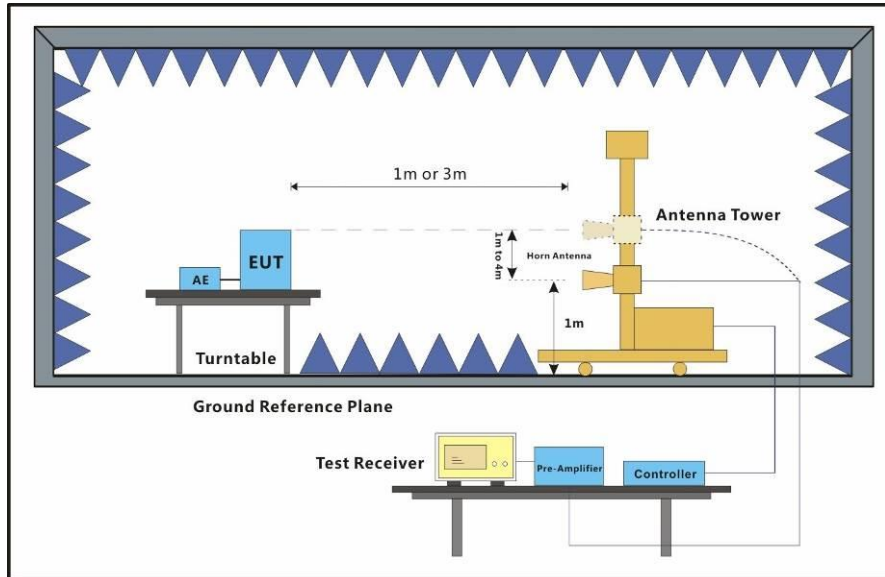 1m or 3m
Antenna Tower
1m to 4m
Horn Antenna
EUT
AE
1m
Turntable
Ground Reference Plane
Test Receiver
Pre-Amplifier
Controller